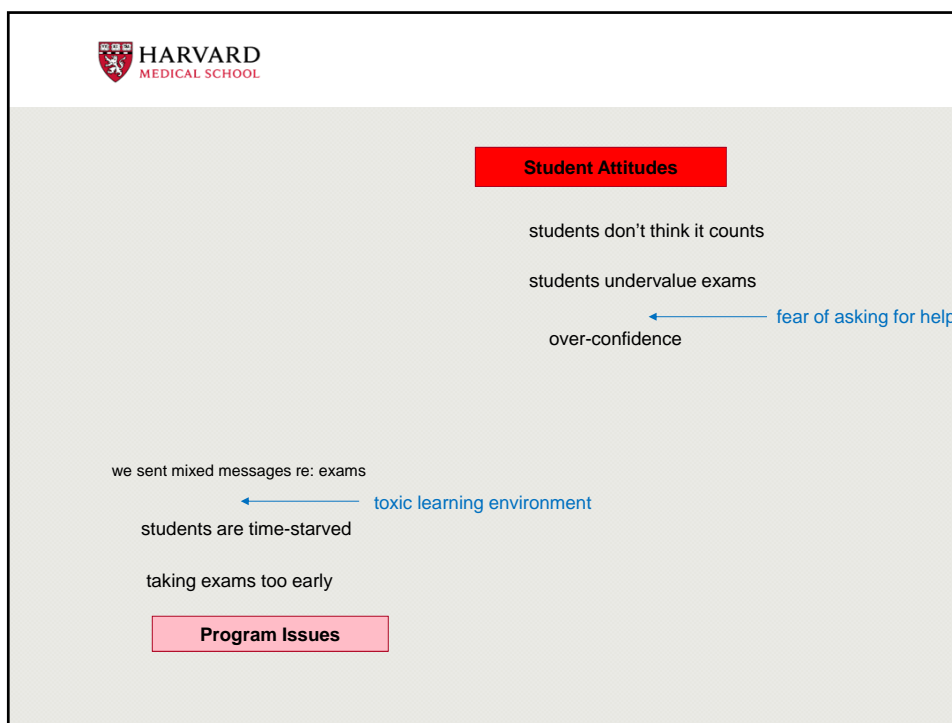 HARVARD
MEDICAL SCHOOL
Student Attitudes
students don’t think it counts
students undervalue exams
fear of asking for help
over-confidence
we sent mixed messages re: exams
toxic learning environment
students are time-starved
taking exams too early
Program Issues